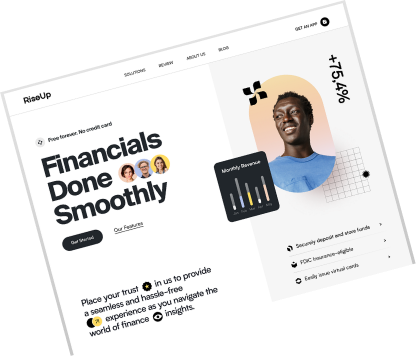 RiseUp
SOLUTIONS
REVIEW
ABOUT US
BLOG
GET AN APP
Free forever. No credit card
Financials
Done
Smoothly
Get Started
Our Features
+75,4%
Monthly Revenue
Place your trust in us to provide
a seamless and hassle-free
experience as you navigate the
world of finance insights.
Securely deposit and store funds
FDIC insurance-eligible
Easily issue virtual cards